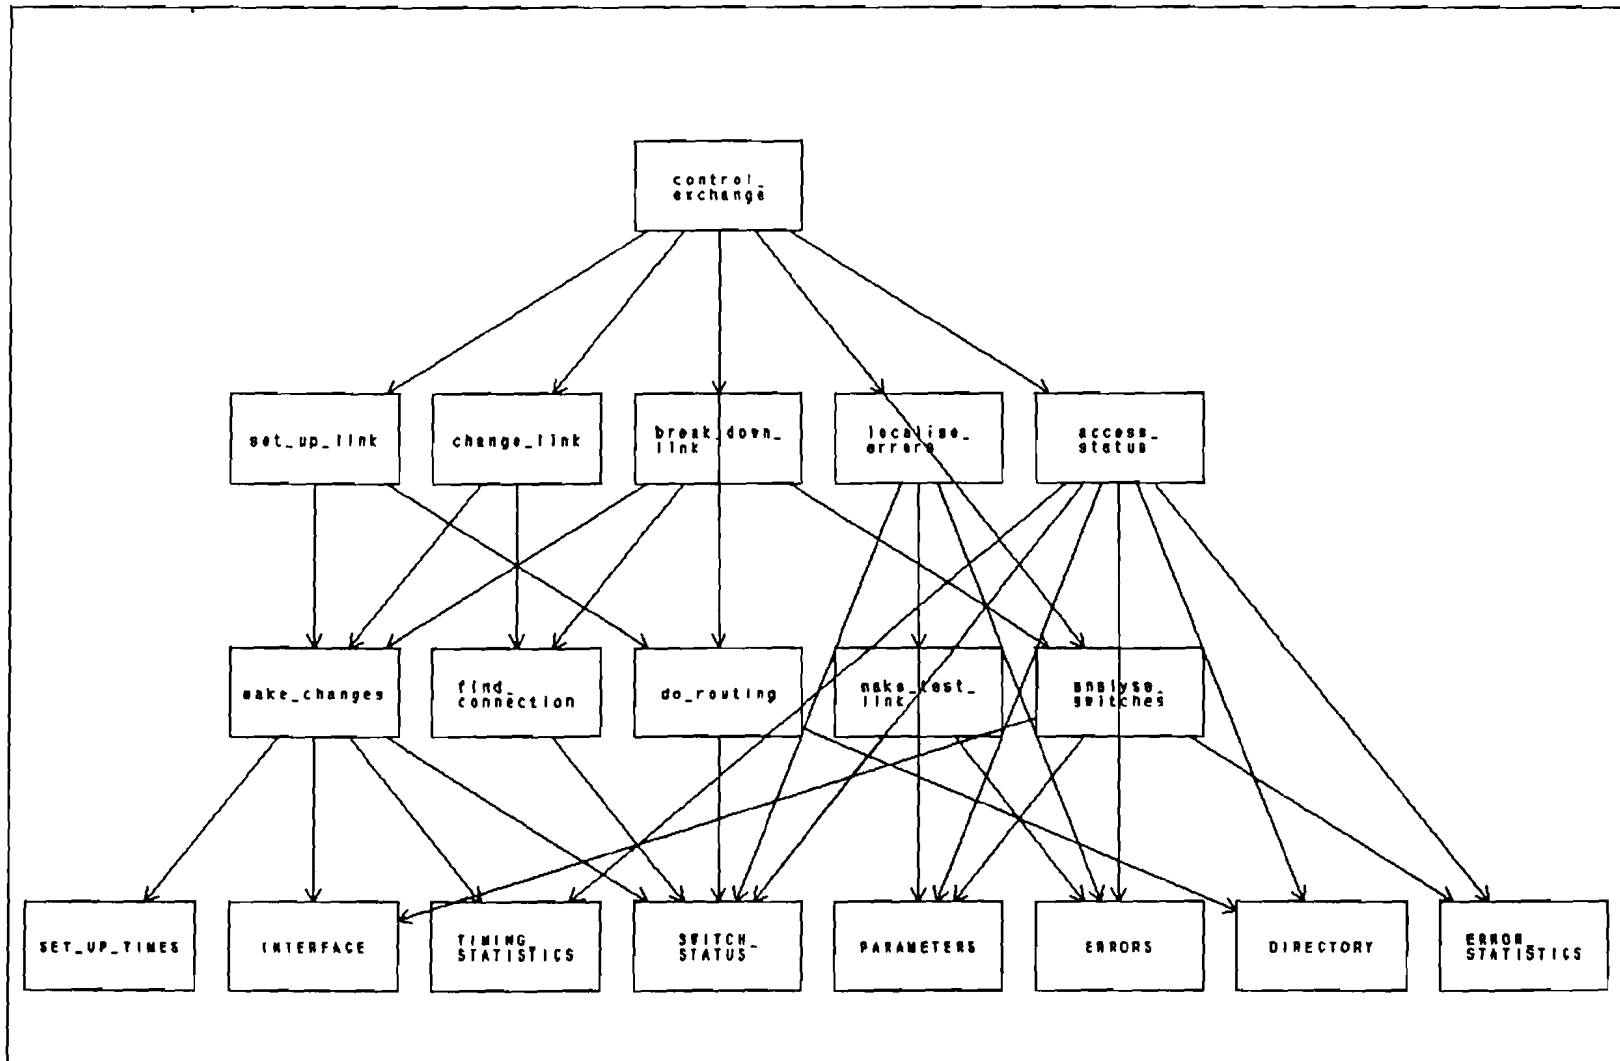 control_
exchange
set_up_link
change_link
break_down_
link
localise_
errors
access_
status
make_changes
find_
connection
do_routing
make_test_
link
analyse_
switches
SET_UP_TIMES
INTERFACE
TIMING_
STATISTICS
SWITCH_
STATUS
PARAMETERS
ERRORS
DIRECTORY
ERROR_
STATISTICS